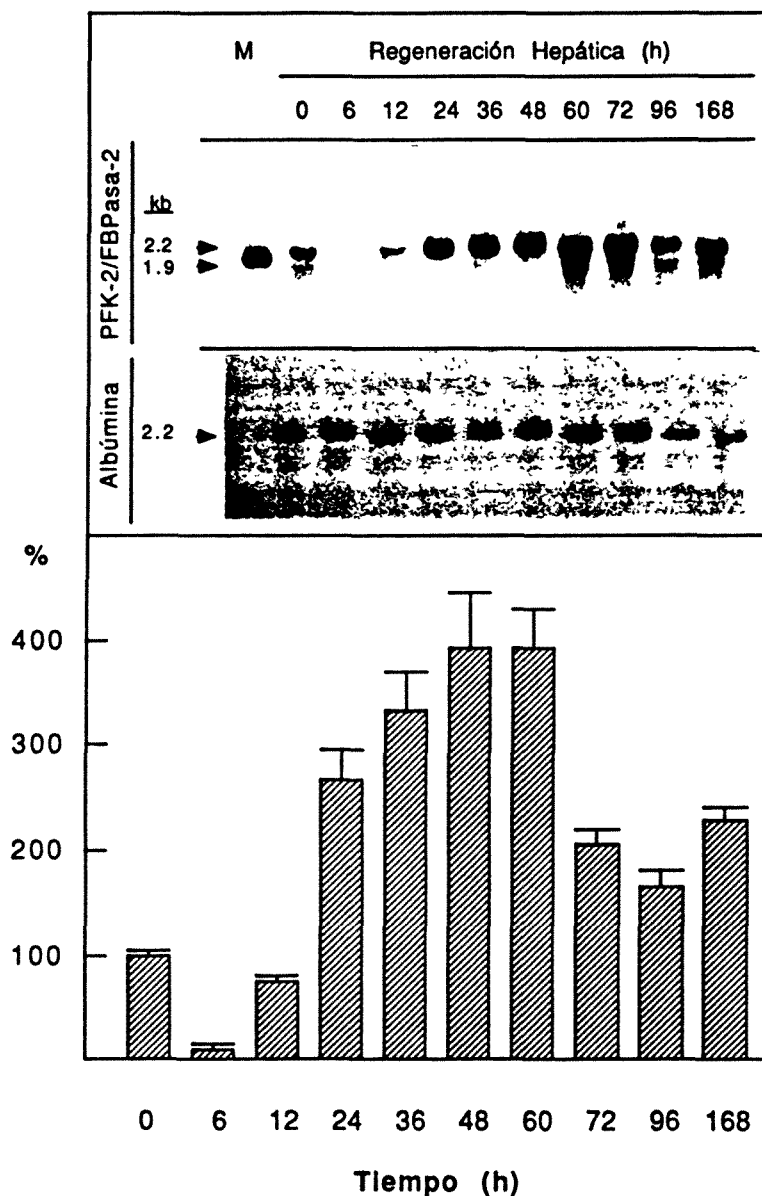 M Regeneración Hepática (h)
0 6 12 24 36 48 60 72 96 168
PFK-2/FBPasa-2
kb
2.2
1.9
Albúmina
2.2
%
400
300
200
100
0 6 12 24 36 48 60 72 96 168
Tiempo (h)